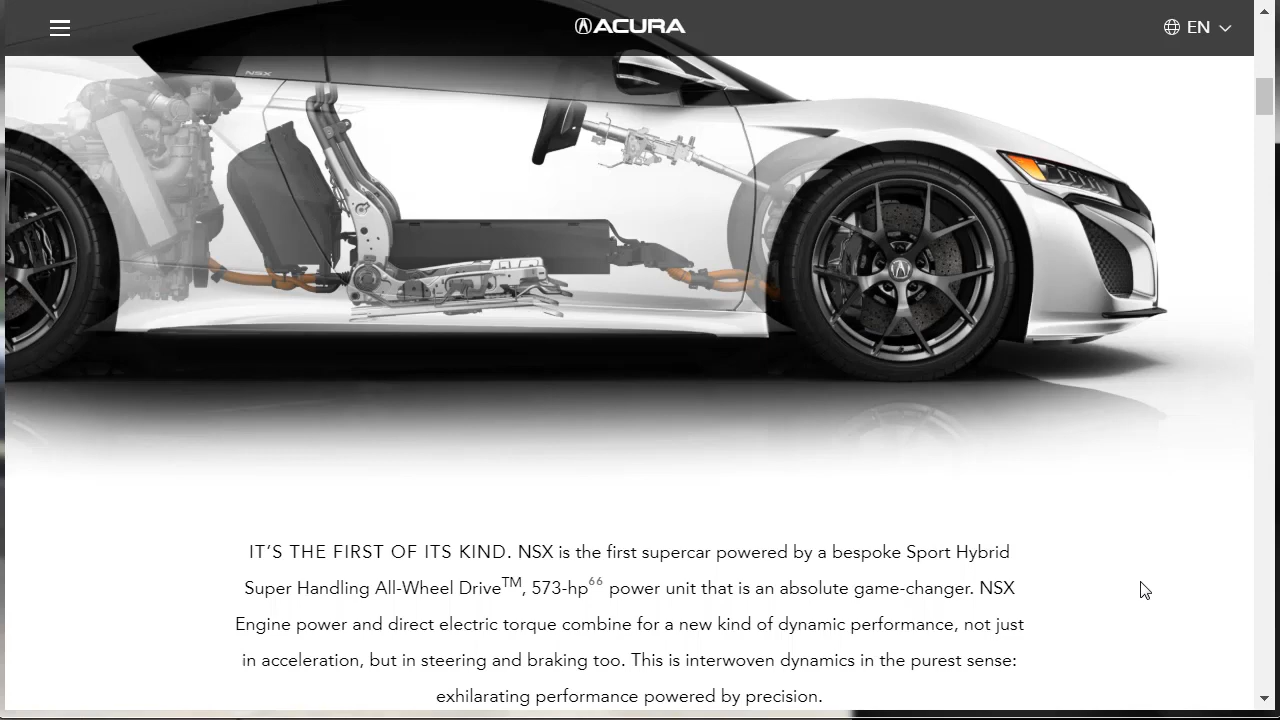 ACURA
EN
NSX
IT'S THE FIRST OF ITS KIND. NSX is the first supercar powered by a bespoke Sport Hybrid
Super Handling All-Wheel Drive™, 573-hp⁶⁶ power unit that is an absolute game-changer. NSX
Engine power and direct electric torque combine for a new kind of dynamic performance, not just
in acceleration, but in steering and braking too. This is interwoven dynamics in the purest sense:
exhilarating performance powered by precision.